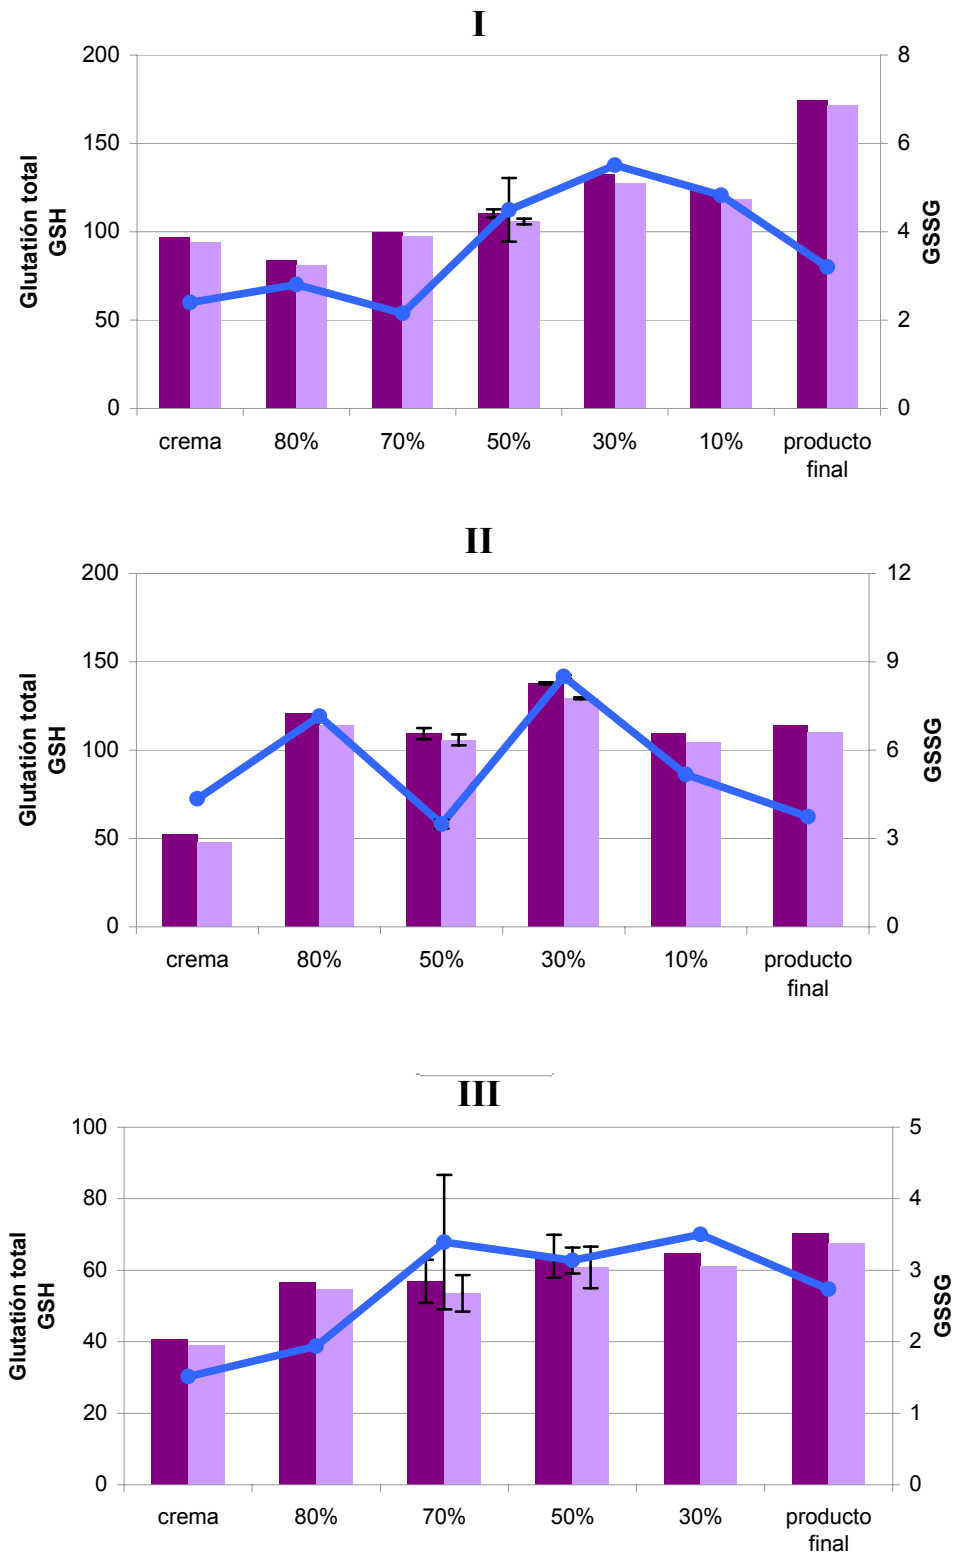 I
200
150
100
50
0
8
6
4
2
0
Glutatión total
GSH
GSSG
crema
80%
70%
50%
30%
10%
producto
final
II
200
150
100
50
0
12
9
6
3
0
Glutatión total
GSH
GSSG
crema
80%
50%
30%
10%
producto
final
III
100
80
60
40
20
0
5
4
3
2
1
0
Glutatión total
GSH
GSSG
crema
80%
70%
50%
30%
producto
final